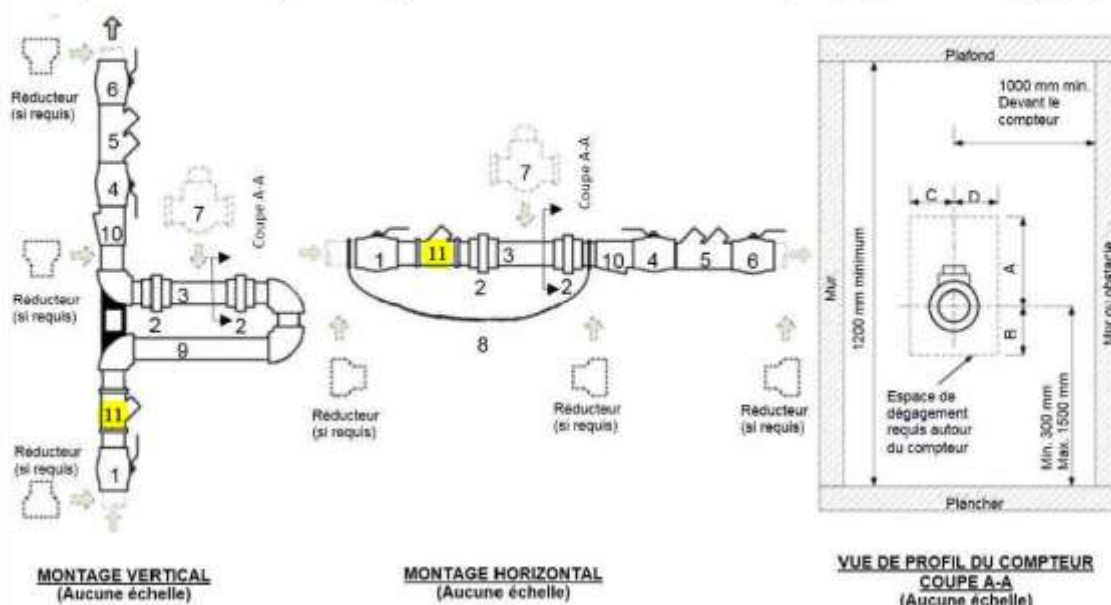 6
Réducteur
(si requis)
5
4
10
7
Coupe A-A
Réducteur
(si requis)
3
2
2
9
11
Réducteur
(si requis)
1
MONTAGE VERTICAL
(Aucune échelle)
7
Coupe A-A
1
11
3
10
4
5
6
2
2
8
Réducteur
(si requis)
Réducteur
(si requis)
Réducteur
(si requis)
MONTAGE HORIZONTAL
(Aucune échelle)
Plafond
1000 mm min.
Devant le
compteur
Mur
1200 mm minimum
C
D
A
B
Mur ou obstacle
Espace de
dégagement
requis autour
du compteur
Min. 300 mm
Max. 1500 mm
Plancher
VUE DE PROFIL DU COMPTEUR
COUPE A-A
(Aucune échelle)